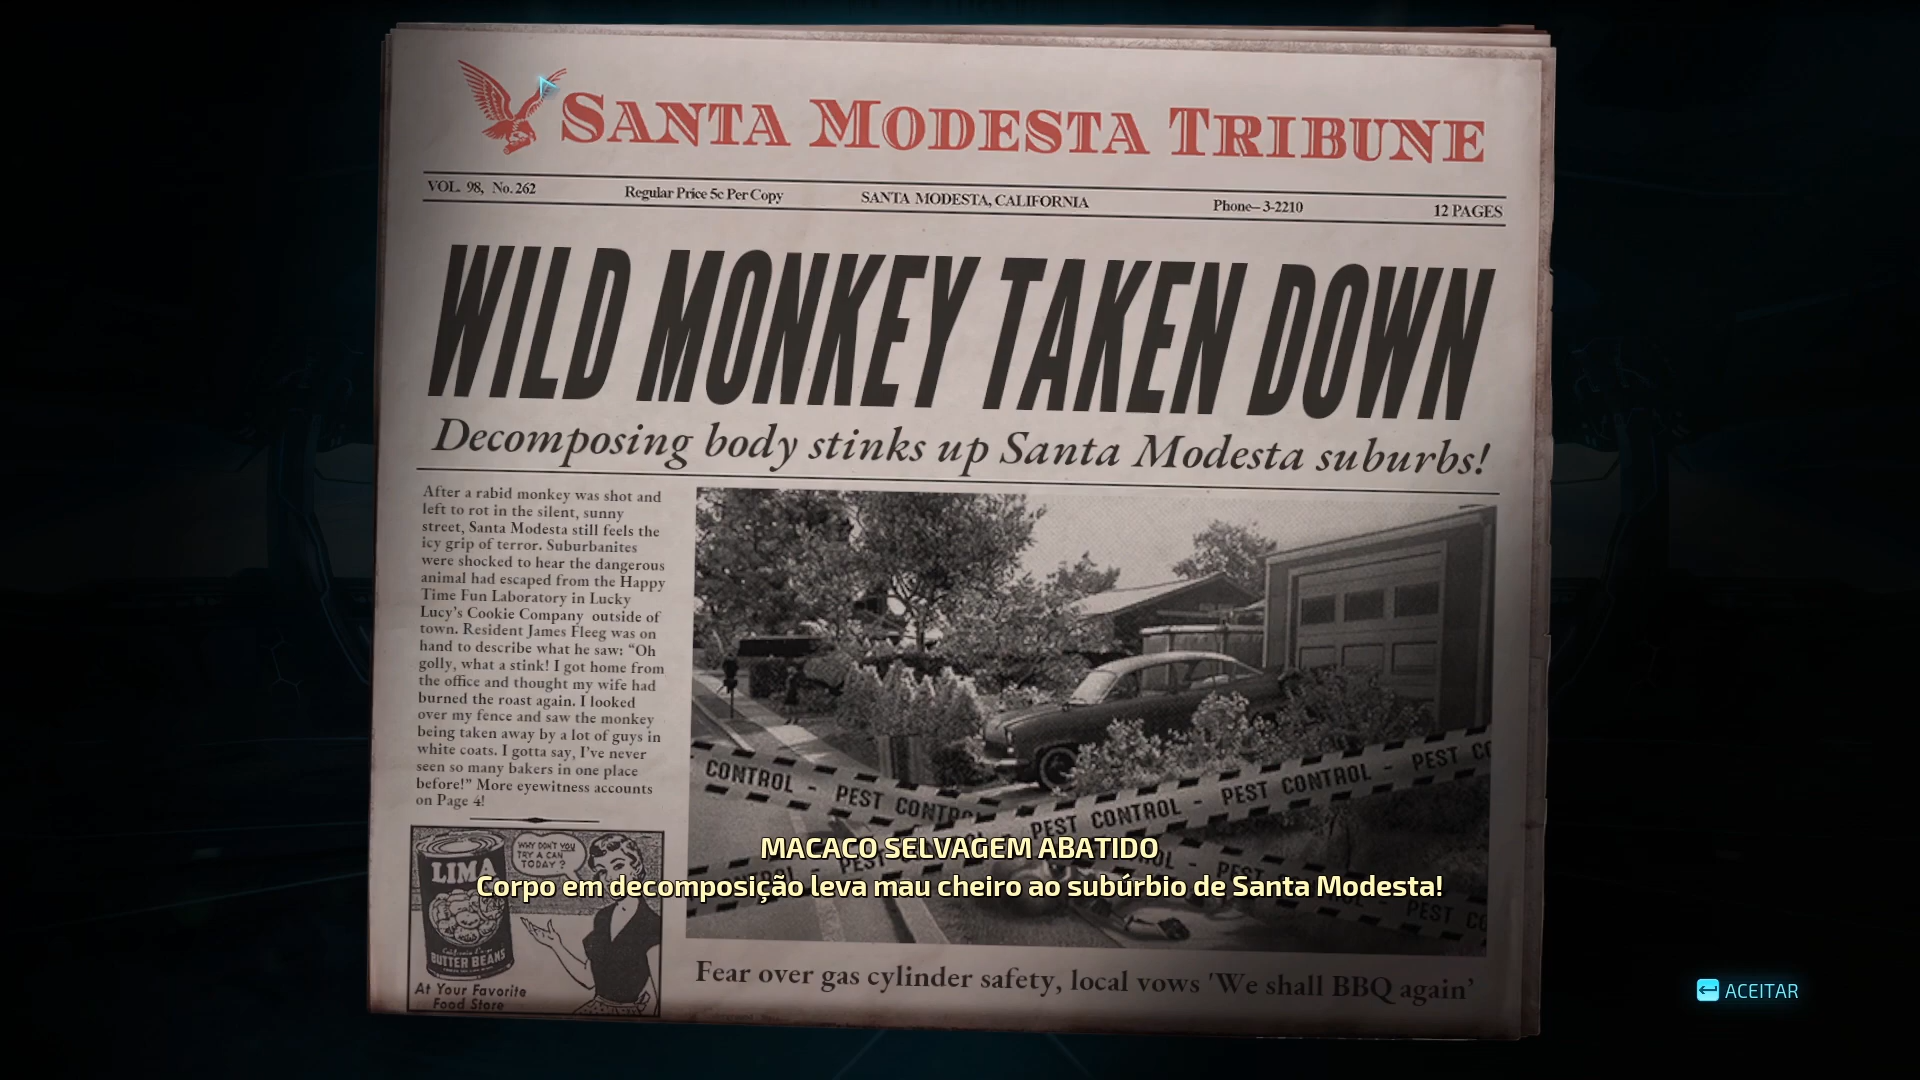 SANTA MODESTA TRIBUNE
VOL. 98, No. 262
Regular Price 5c Per Copy
SANTA MODESTA, CALIFORNIA
Phone– 3-2210
12 PAGES
WILD MONKEY TAKEN DOWN
Decomposing body stinks up Santa Modesta suburbs!
After a rabid monkey was shot and
left to rot in the silent, sunny
street, Santa Modesta still feels the
icy grip of terror. Suburbanites
were shocked to hear the dangerous
animal had escaped from the Happy
Time Fun Laboratory in Lucky
Lucy's Cookie Company outside of
town. Resident James Fleeg was on
hand to describe what he saw: “Oh
golly, what a stink! I got home from
the office and thought my wife had
burned the roast again. I looked
over my fence and saw the monkey
being taken away by a lot of guys in
white coats. I gotta say, I've never
seen so many bakers in one place
before!” More eyewitness accounts
on Page 4!
CONTROL - PEST CONTROL
PEST CONTROL - PEST CONTROL - PEST CO
PEST CO
MACACO SELVAGEM ABATIDO
Corpo em decomposição leva mau cheiro ao subúrbio de Santa Modesta!
WHY DON'T YOU
TRY A CAN
TODAY?
LIMA
BUTTER BEANS
At Your Favorite
Food Store
Fear over gas cylinder safety, local vows 'We shall BBQ again'
ACEITAR